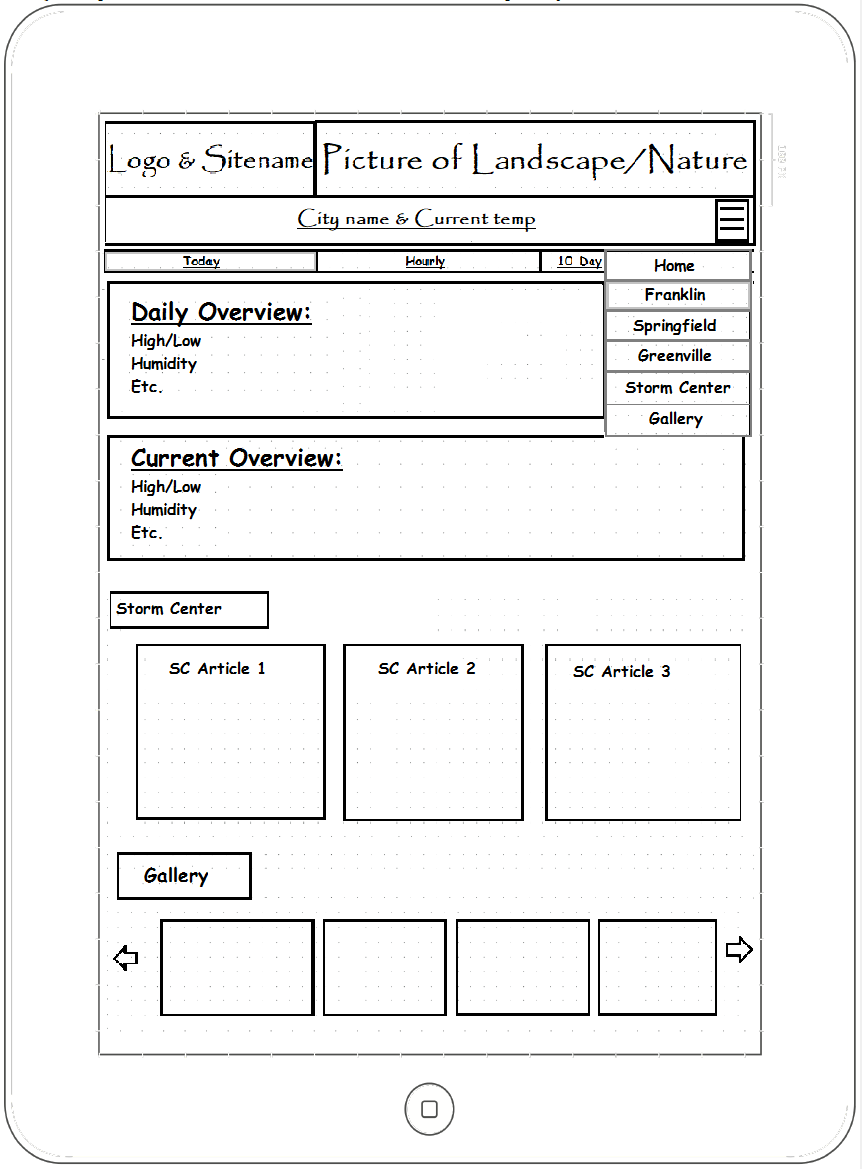 Logo & Sitename
Picture of Landscape/Nature
City name & Current temp
Today
Hourly
10 Day
Home
Franklin
Springfield
Greenville
Storm Center
Gallery
Daily Overview:
High/Low
Humidity
Etc.
Current Overview:
High/Low
Humidity
Etc.
Storm Center
SC Article 1
SC Article 2
SC Article 3
Gallery